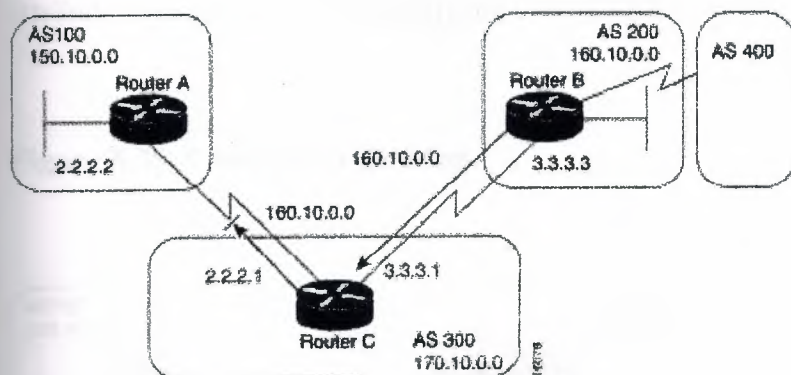 AS100
150.10.0.0
Router A
2.2.2.2
AS 200
160.10.0.0
Router B
AS 400
160.10.0.0
3.3.3.3
160.10.0.0
2.2.2.1
3.3.3.1
Router C
AS 300
170.10.0.0